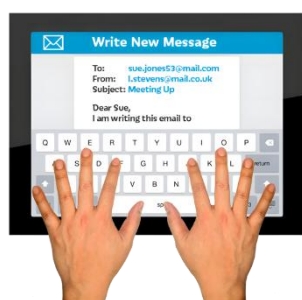 Write New Message
To: sue.jones53@mail.com
From: l.stevens@mail.co.uk
Subject: Meeting Up
Dear Sue,
I am writing this email to
Q W E R T Y U I O P
A S D F G H K L return
V B N